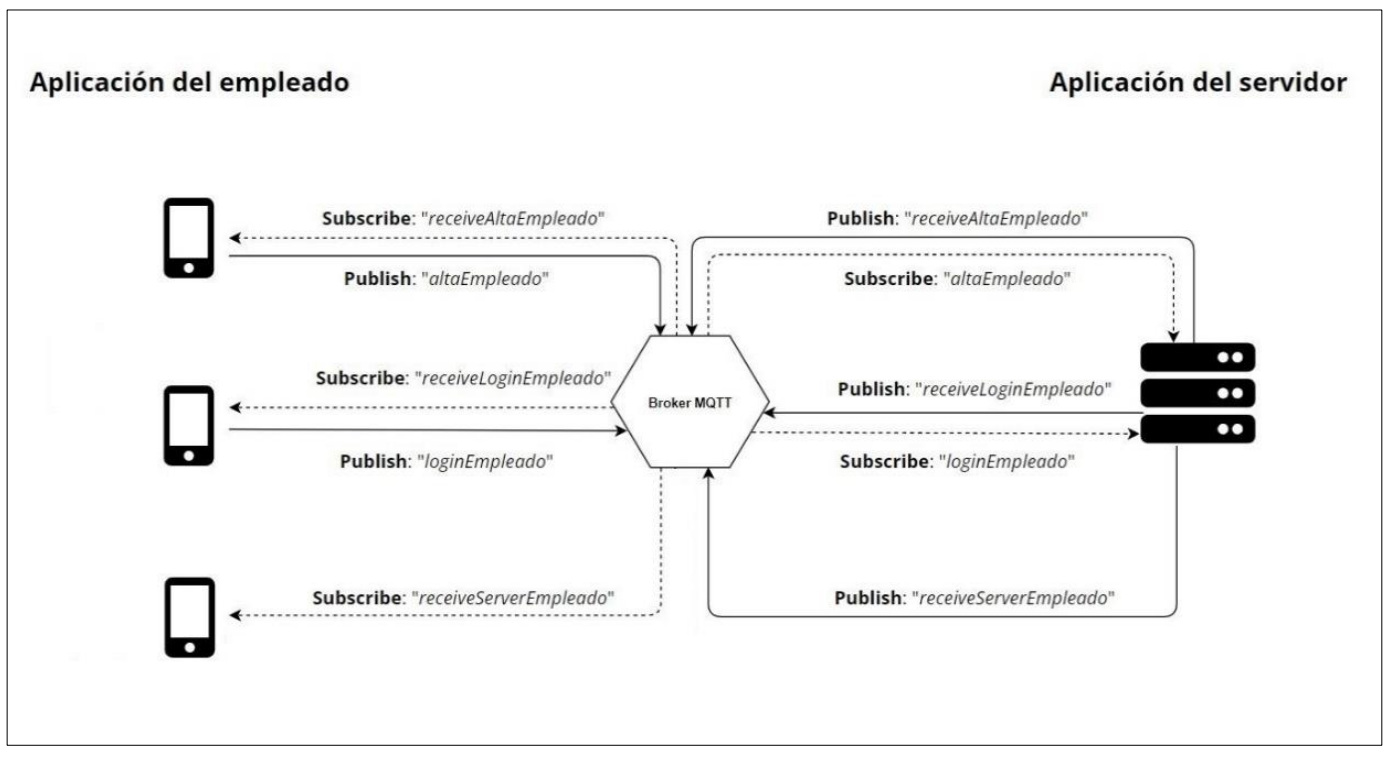 Aplicación del empleado
Aplicación del servidor
Subscribe: "receiveAltaEmpleado"
Publish: "receiveAltaEmpleado"
Publish: "altaEmpleado"
Subscribe: "altaEmpleado"
Subscribe: "receiveLoginEmpleado"
Publish: "receiveLoginEmpleado"
Broker MQTT
Publish: "loginEmpleado"
Subscribe: "loginEmpleado"
Subscribe: "receiveServerEmpleado"
Publish: "receiveServerEmpleado"